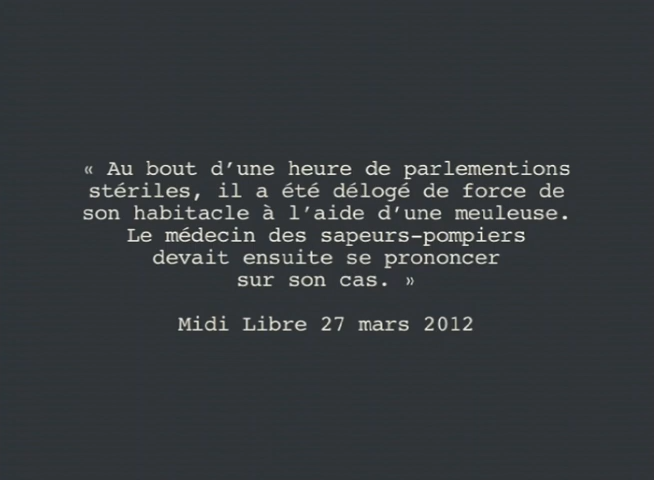 « Au bout d’une heure de parlementions
stériles, il a été délogé de force de
son habitacle à l’aide d’une meuleuse.
Le médecin des sapeurs-pompiers
devait ensuite se prononcer
sur son cas. »
Midi Libre 27 mars 2012